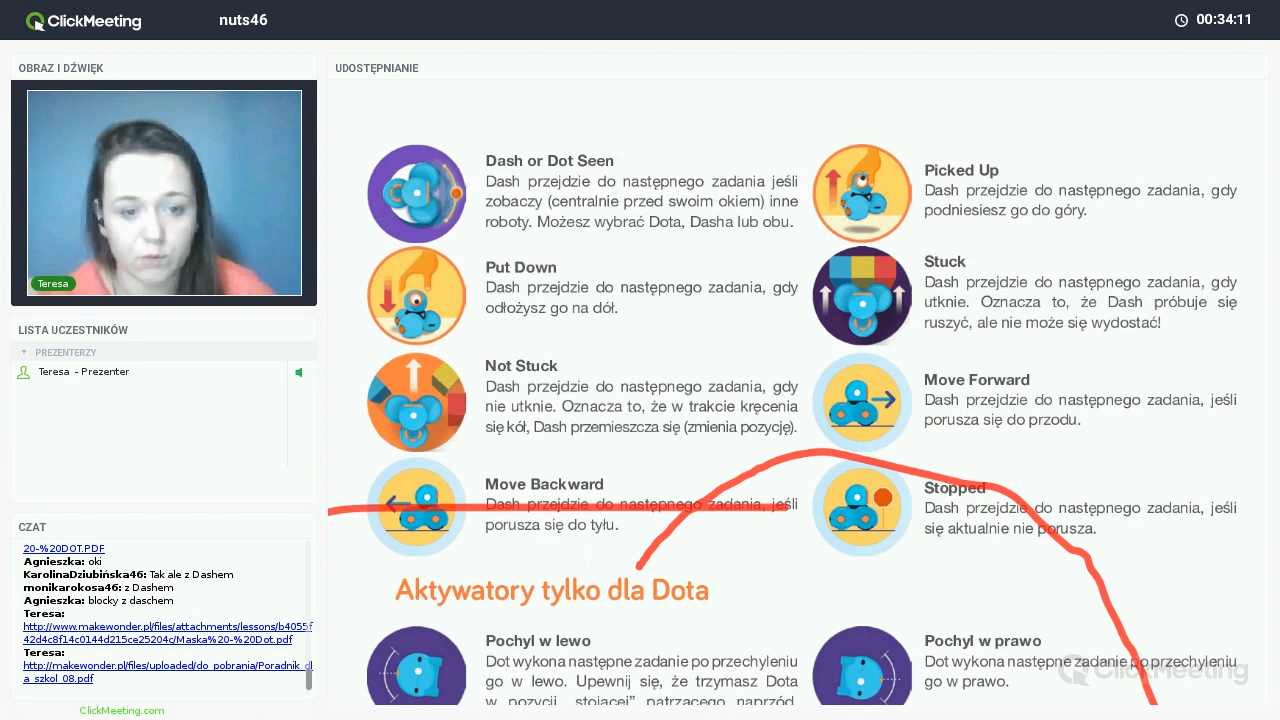 ClickMeeting
nuts46
00:34:11
OBRAZ I DŹWIĘK
Teresa
LISTA UCZESTNIKÓW
PREZENTERZY
Teresa - Prezenter
CZAT
20-%20DOT.PDF
Agnieszka: oki
KarolinaDziubińska46: Tak ale z Dashem
monikarokosa46: z Dashem
Agnieszka: blocky z daschem
Teresa:
http://www.makewonder.pl/files/attachments/lessons/b4055f
42d4c8f14c0144d215ce25204c/Maska%20-%20Dot.pdf
Teresa:
http://makewonder.pl/files/uploaded/do_pobrania/Poradnik_dl
a_szkol_08.pdf
ClickMeeting.com
UDOSTĘPNIANIE
Dash or Dot Seen
Dash przejdzie do następnego zadania jeśli
zobaczy (centralnie przed swoim okiem) inne
roboty. Możesz wybrać Dota, Dasha lub obu.
Picked Up
Dash przejdzie do następnego zadania, gdy
podniesiesz go do góry.
Put Down
Dash przejdzie do następnego zadania, gdy
odłożysz go na dół.
Stuck
Dash przejdzie do następnego zadania, gdy
utknie. Oznacza to, że Dash próbuje się
ruszyć, ale nie może się wydostać!
Not Stuck
Dash przejdzie do następnego zadania, gdy
nie utknie. Oznacza to, że w trakcie kręcenia
się kół, Dash przemieszcza się (zmienia pozycję).
Move Forward
Dash przejdzie do następnego zadania, jeśli
porusza się do przodu.
Move Backward
Dash przejdzie do następnego zadania, jeśli
porusza się do tyłu.
Stopped
Dash przejdzie do następnego zadania, jeśli
się aktualnie nie porusza.
Aktywatory tylko dla Dota
Pochyl w lewo
Dot wykona następne zadanie po przechyleniu
go w lewo. Upewnij się, że trzymasz Dota
w pozycji „stojącej” patrzącego naprzód.
Pochyl w prawo
Dot wykona następne zadanie po przechyleniu
go w prawo.
ClickMeeting